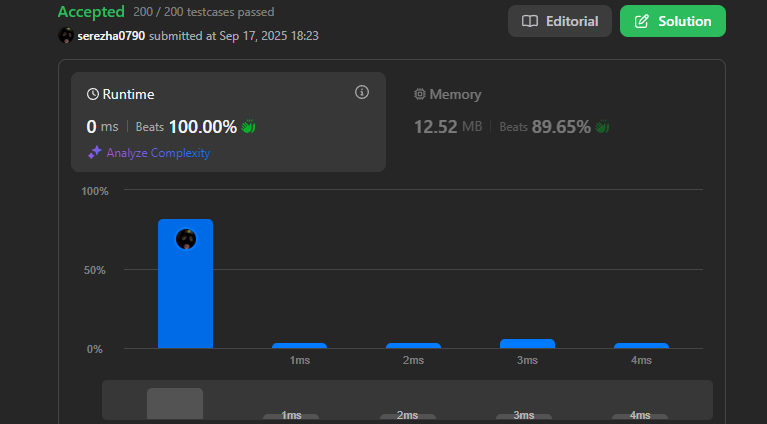 Accepted 200 / 200 testcases passed
Editorial
Solution
serezha0790 submitted at Sep 17, 2025 18:23
Runtime
0 ms | Beats 100.00%
Analyze Complexity
Memory
12.52 MB | Beats 89.65%
100%
50%
0%
1ms 2ms 3ms 4ms
1ms 2ms 3ms 4ms